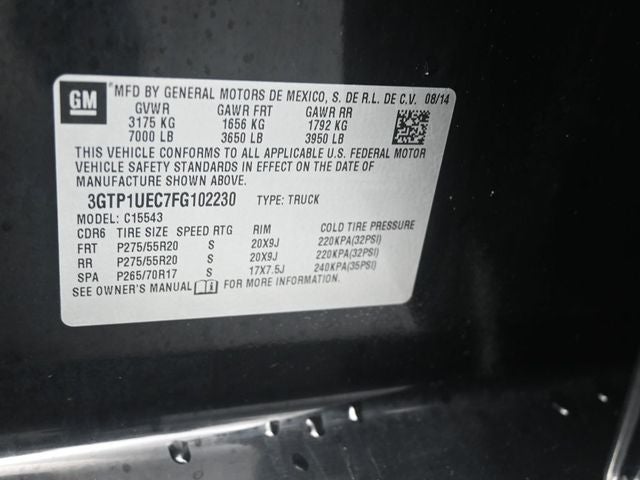 GM
MFD BY GENERAL MOTORS DE MEXICO, S. DE R.L. DE C.V. 08/14
GVWR GAWR FRT GAWR RR
3175 KG 1656 KG 1792 KG
7000 LB 3650 LB 3950 LB
THIS VEHICLE CONFORMS TO ALL APPLICABLE U.S. FEDERAL MOTOR
VEHICLE SAFETY STANDARDS IN EFFECT ON THE DATE OF
MANUFACTURE SHOWN ABOVE.
3GTP1UEC7FG102230 TYPE: TRUCK
MODEL: C15543
CDR6 TIRE SIZE SPEED RTG RIM COLD TIRE PRESSURE
FRT P275/55R20 S 20X9J 220KPA(32PSI)
RR P275/55R20 S 20X9J 220KPA(32PSI)
SPA P265/70R17 S 17X7.5J 240KPA(35PSI)
SEE OWNER'S MANUAL FOR MORE INFORMATION.